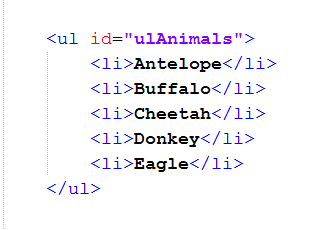 <ul id="ulAnimals">
<li>Antelope</li>
<li>Buffalo</li>
<li>Cheetah</li>
<li>Donkey</li>
<li>Eagle</li>
</ul>